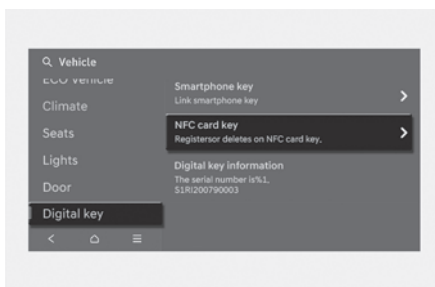 Vehicle
ECO vehicle
Climate
Seats
Lights
Door
Digital key
Smartphone key
Link smartphone key
NFC card key
Registersor deletes on NFC card key.
Digital key information
The serial number is%1,
S1RI200790003